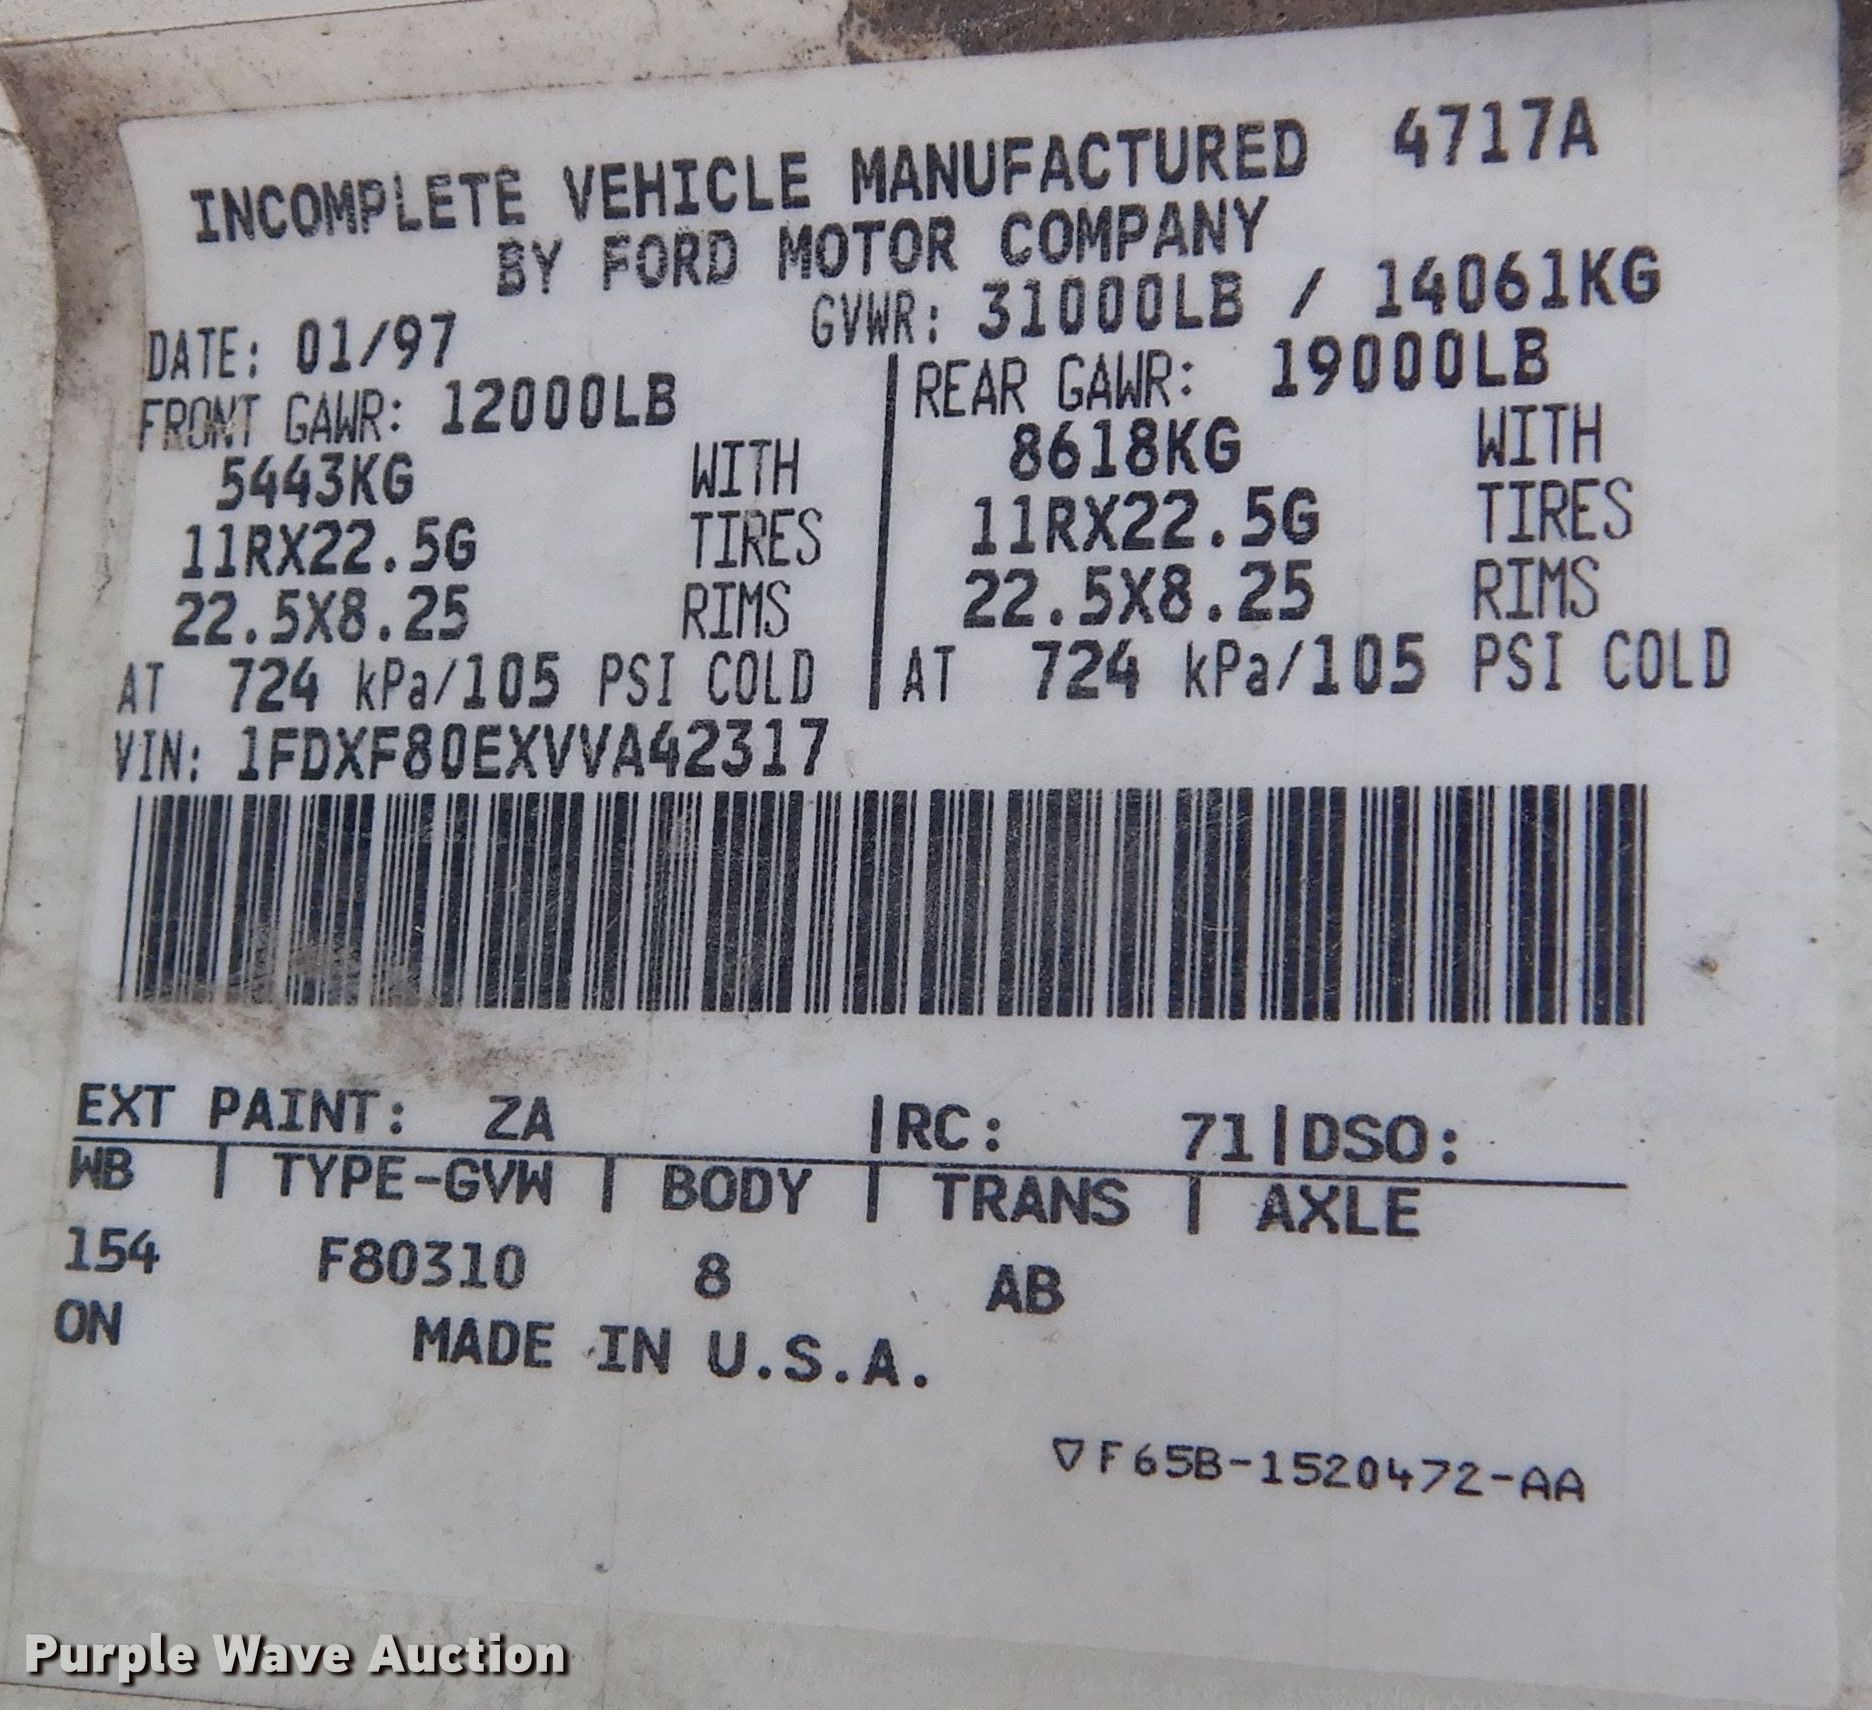 INCOMPLETE VEHICLE MANUFACTURED 4717A
BY FORD MOTOR COMPANY
DATE: 01/97 GVWR: 31000LB / 14061KG
FRONT GAWR: 12000LB REAR GAWR: 19000LB
5443KG WITH 8618KG WITH
11RX22.5G TIRES 11RX22.5G TIRES
22.5X8.25 RIMS 22.5X8.25 RIMS
AT 724 kPa/105 PSI COLD AT 724 kPa/105 PSI COLD
VIN: 1FDXF80EXVVA42317
EXT PAINT: ZA |RC: 71|DSO:
WB | TYPE-GVW | BODY | TRANS | AXLE
154 F80310 8 AB
ON MADE IN U.S.A.
▽F65B-1520472-AA
Purple Wave Auction